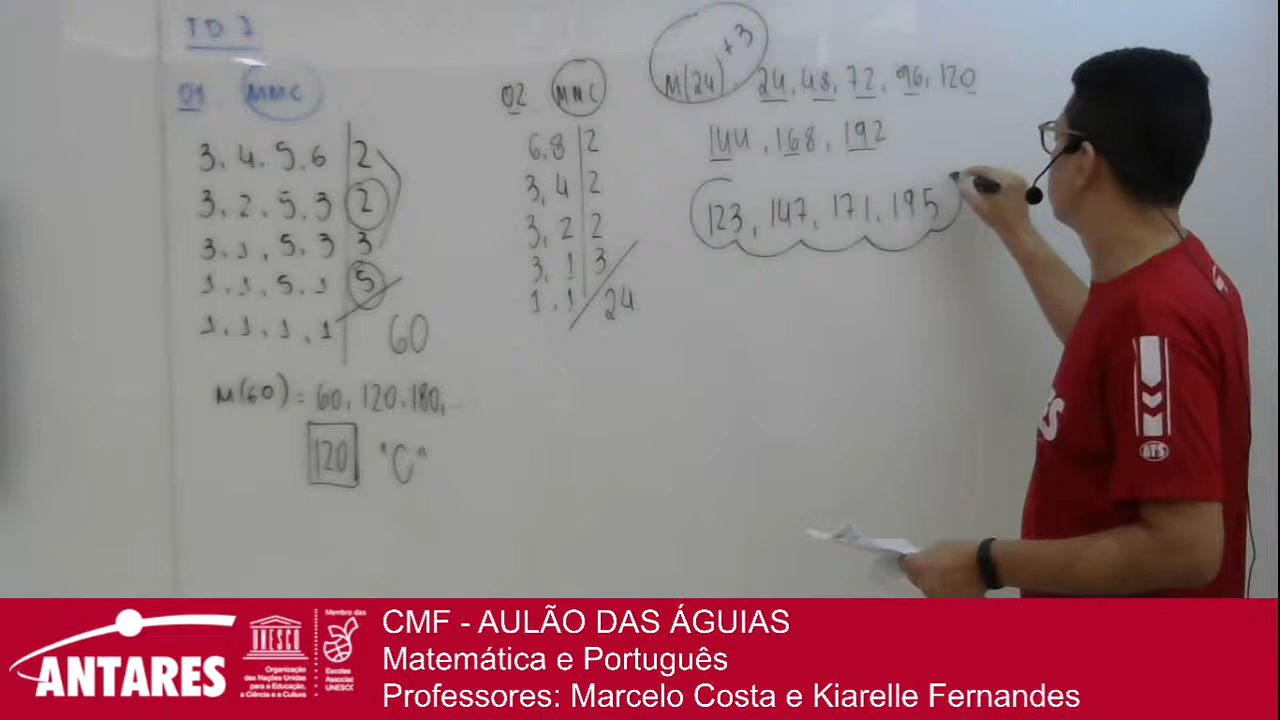 TD 7
01 MMC
3, 4, 5, 6 | 2
3, 2, 5, 3 | 2
3, 1, 5, 3 | 3
1, 1, 5, 1 | 5
1, 1, 1, 1 | 60
M(60) = 60, 120, 180, ...
120 "C"
02 MMC
6, 8 | 2
3, 4 | 2
3, 2 | 2
3, 1 | 3
1, 1 | 24
M(24) +3 24, 48, 72, 96, 120
144, 168, 192
123, 147, 171, 195
ATS
ANTARES
UNESCO
Organização
das Nações Unidas
para a Educação,
a Ciência e a Cultura
Membro das
Escolas
Associadas
UNESCO
CMF - AULÃO DAS ÁGUIAS
Matemática e Português
Professores: Marcelo Costa e Kiarelle Fernandes